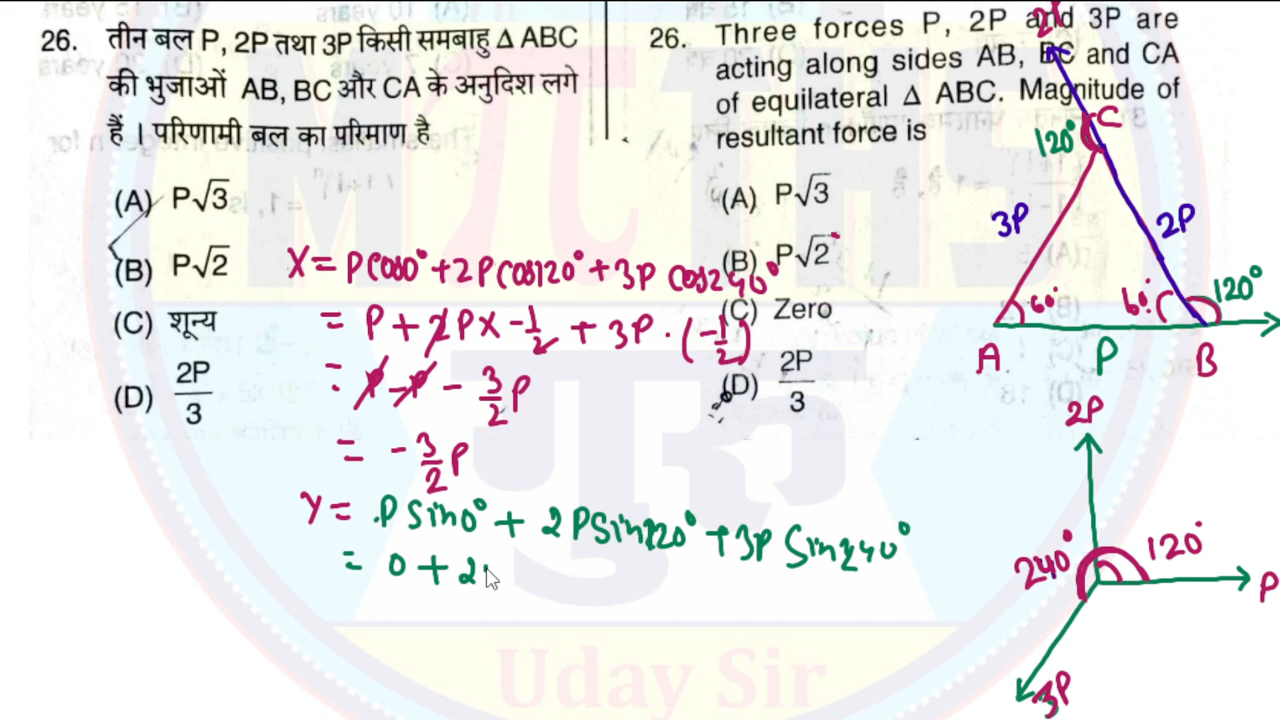 26. तीन बल P, 2P तथा 3P किसी समबाहु Δ ABC
की भुजाओं AB, BC और CA के अनुदिश लगे
हैं । परिणामी बल का परिमाण है
(A) P√3
(B) P√2
(C) शून्य
(D) 2P/3
26. Three forces P, 2P and 3P are
acting along sides AB, BC and CA
of equilateral Δ ABC. Magnitude of
resultant force is
(A) P√3
(B) P√2
(C) Zero
(D) 2P/3
X = P cos0° + 2P cos120° + 3P cos240°
= P + 2P × -1/2 + 3P · (-1/2)
= P - P - 3/2 P
= - 3/2 P
Y = P Sin0° + 2P Sin120° + 3P Sin240°
= 0 + 2
C
120°
3P
2P
60°
60°
120°
A
P
B
2P
240°
120°
P
3P
MATHS
गुरु
Uday Sir